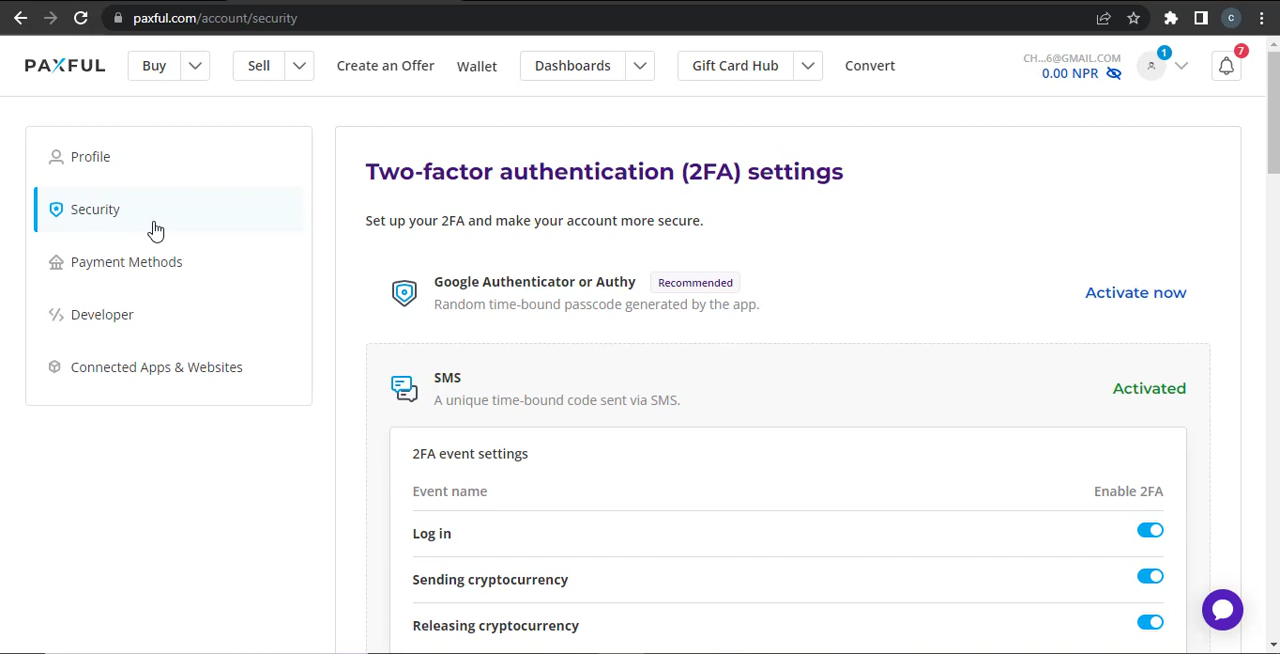 paxful.com/account/security
C
PAXFUL
Buy
Sell
Create an Offer
Wallet
Dashboards
Gift Card Hub
Convert
CH...6@GMAIL.COM
0.00 NPR
1
7
Profile
Security
Payment Methods
Developer
Connected Apps & Websites
Two-factor authentication (2FA) settings
Set up your 2FA and make your account more secure.
Google Authenticator or Authy
Recommended
Random time-bound passcode generated by the app.
Activate now
SMS
A unique time-bound code sent via SMS.
Activated
2FA event settings
Event name
Enable 2FA
Log in
Sending cryptocurrency
Releasing cryptocurrency